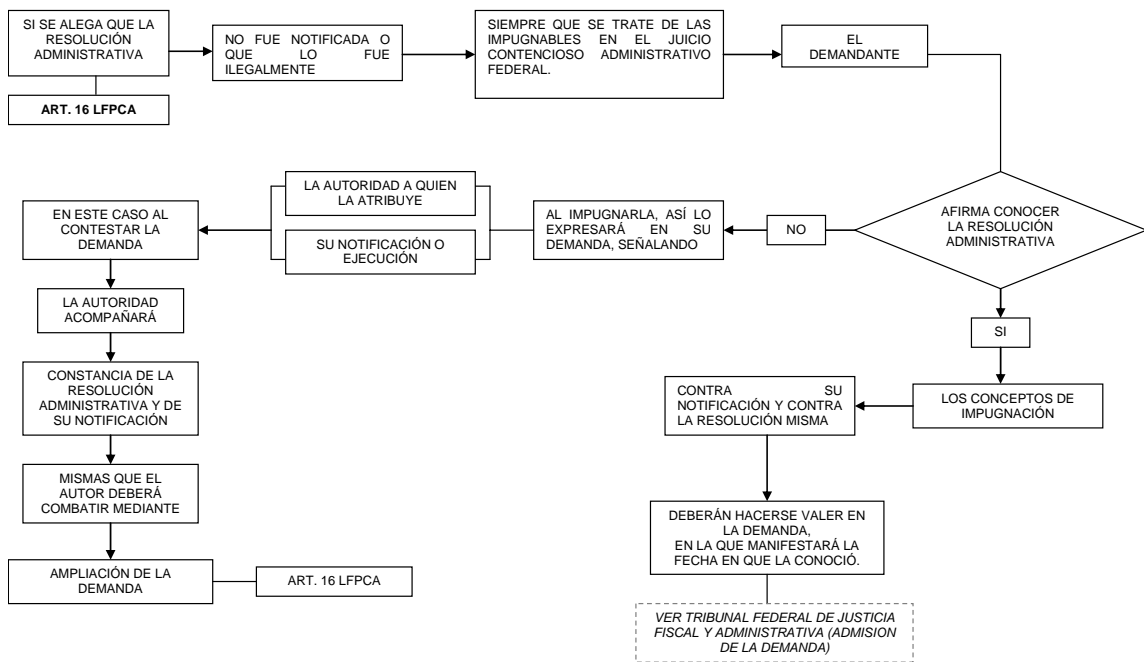 SI SE ALEGA QUE LA
RESOLUCIÓN
ADMINISTRATIVA
ART. 16 LFPCA
NO FUE NOTIFICADA O
QUE LO FUE
ILEGALMENTE
SIEMPRE QUE SE TRATE DE LAS
IMPUGNABLES EN EL JUICIO
CONTENCIOSO ADMINISTRATIVO
FEDERAL.
EL
DEMANDANTE
AFIRMA CONOCER
LA RESOLUCIÓN
ADMINISTRATIVA
NO
AL IMPUGNARLA, ASÍ LO
EXPRESARÁ EN SU
DEMANDA, SEÑALANDO
LA AUTORIDAD A QUIEN
LA ATRIBUYE
SU NOTIFICACIÓN O
EJECUCIÓN
EN ESTE CASO AL
CONTESTAR LA
DEMANDA
LA AUTORIDAD
ACOMPAÑARÁ
CONSTANCIA DE LA
RESOLUCIÓN
ADMINISTRATIVA Y DE
SU NOTIFICACIÓN
MISMAS QUE EL
AUTOR DEBERÁ
COMBATIR MEDIANTE
AMPLIACIÓN DE LA
DEMANDA
ART. 16 LFPCA
SI
LOS CONCEPTOS DE
IMPUGNACIÓN
CONTRA SU
NOTIFICACIÓN Y CONTRA
LA RESOLUCIÓN MISMA
DEBERÁN HACERSE VALER EN
LA DEMANDA,
EN LA QUE MANIFESTARÁ LA
FECHA EN QUE LA CONOCIÓ.
VER TRIBUNAL FEDERAL DE JUSTICIA
FISCAL Y ADMINISTRATIVA (ADMISION
DE LA DEMANDA)